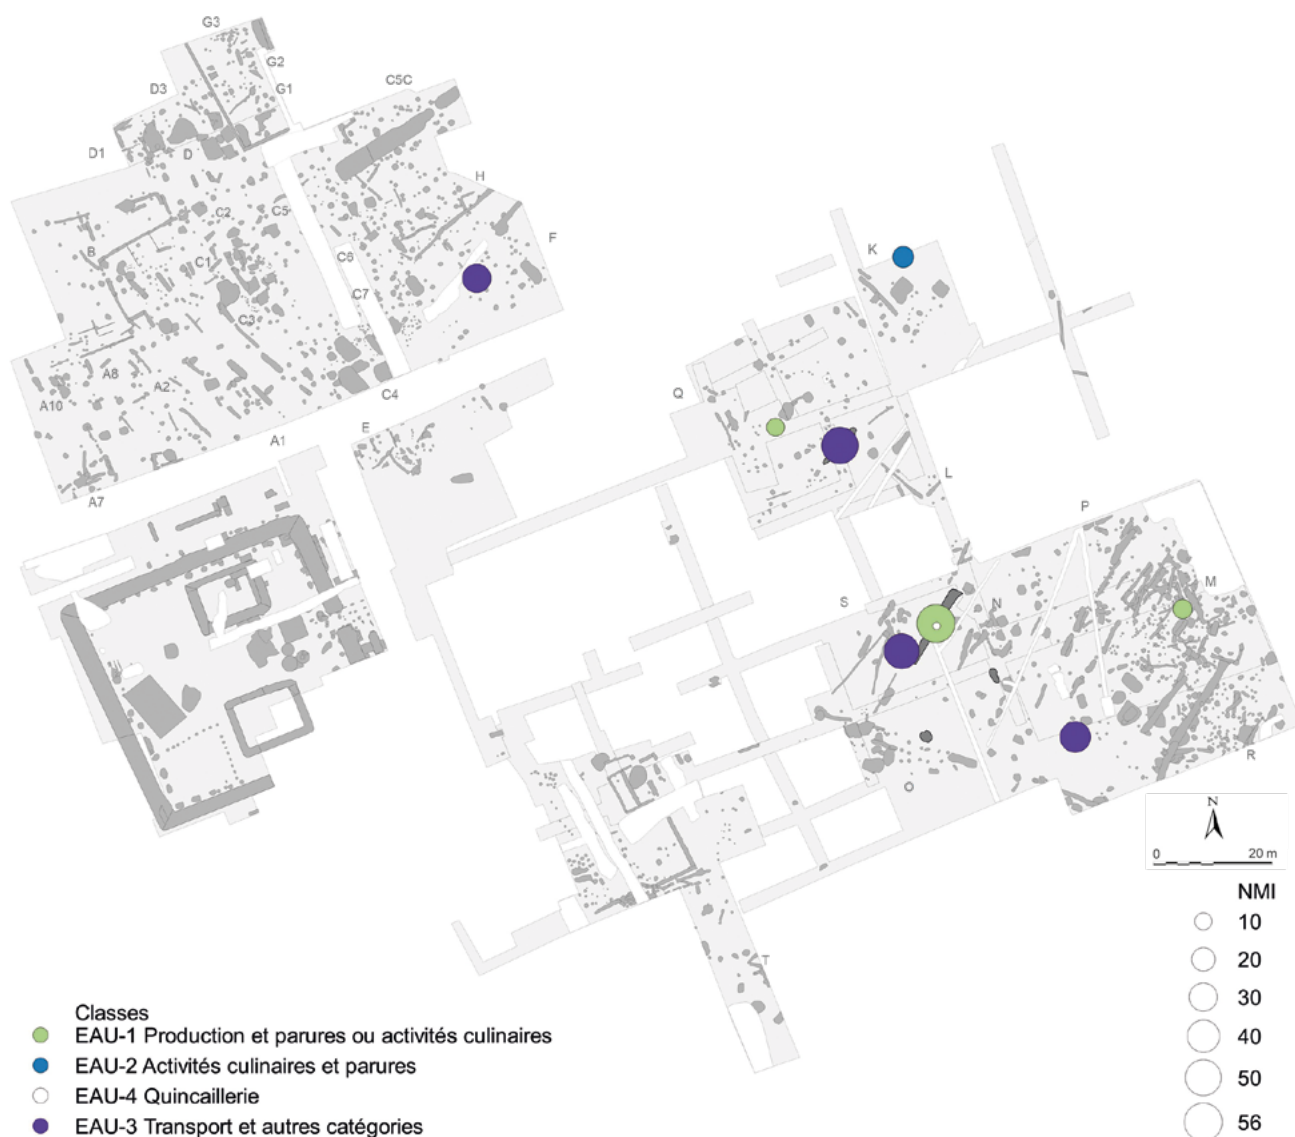 G3
G2
C5C
D3
G1
D1
D
H
C2
C5
F
B
C6
K
C1
C7
C3
A8
A2
A10
C4
Q
E
A1
L
A7
P
M
S
N
R
O
N
0 20 m
T
NMI
10
20
30
40
50
56
Classes
EAU-1 Production et parures ou activités culinaires
EAU-2 Activités culinaires et parures
EAU-4 Quincaillerie
EAU-3 Transport et autres catégories